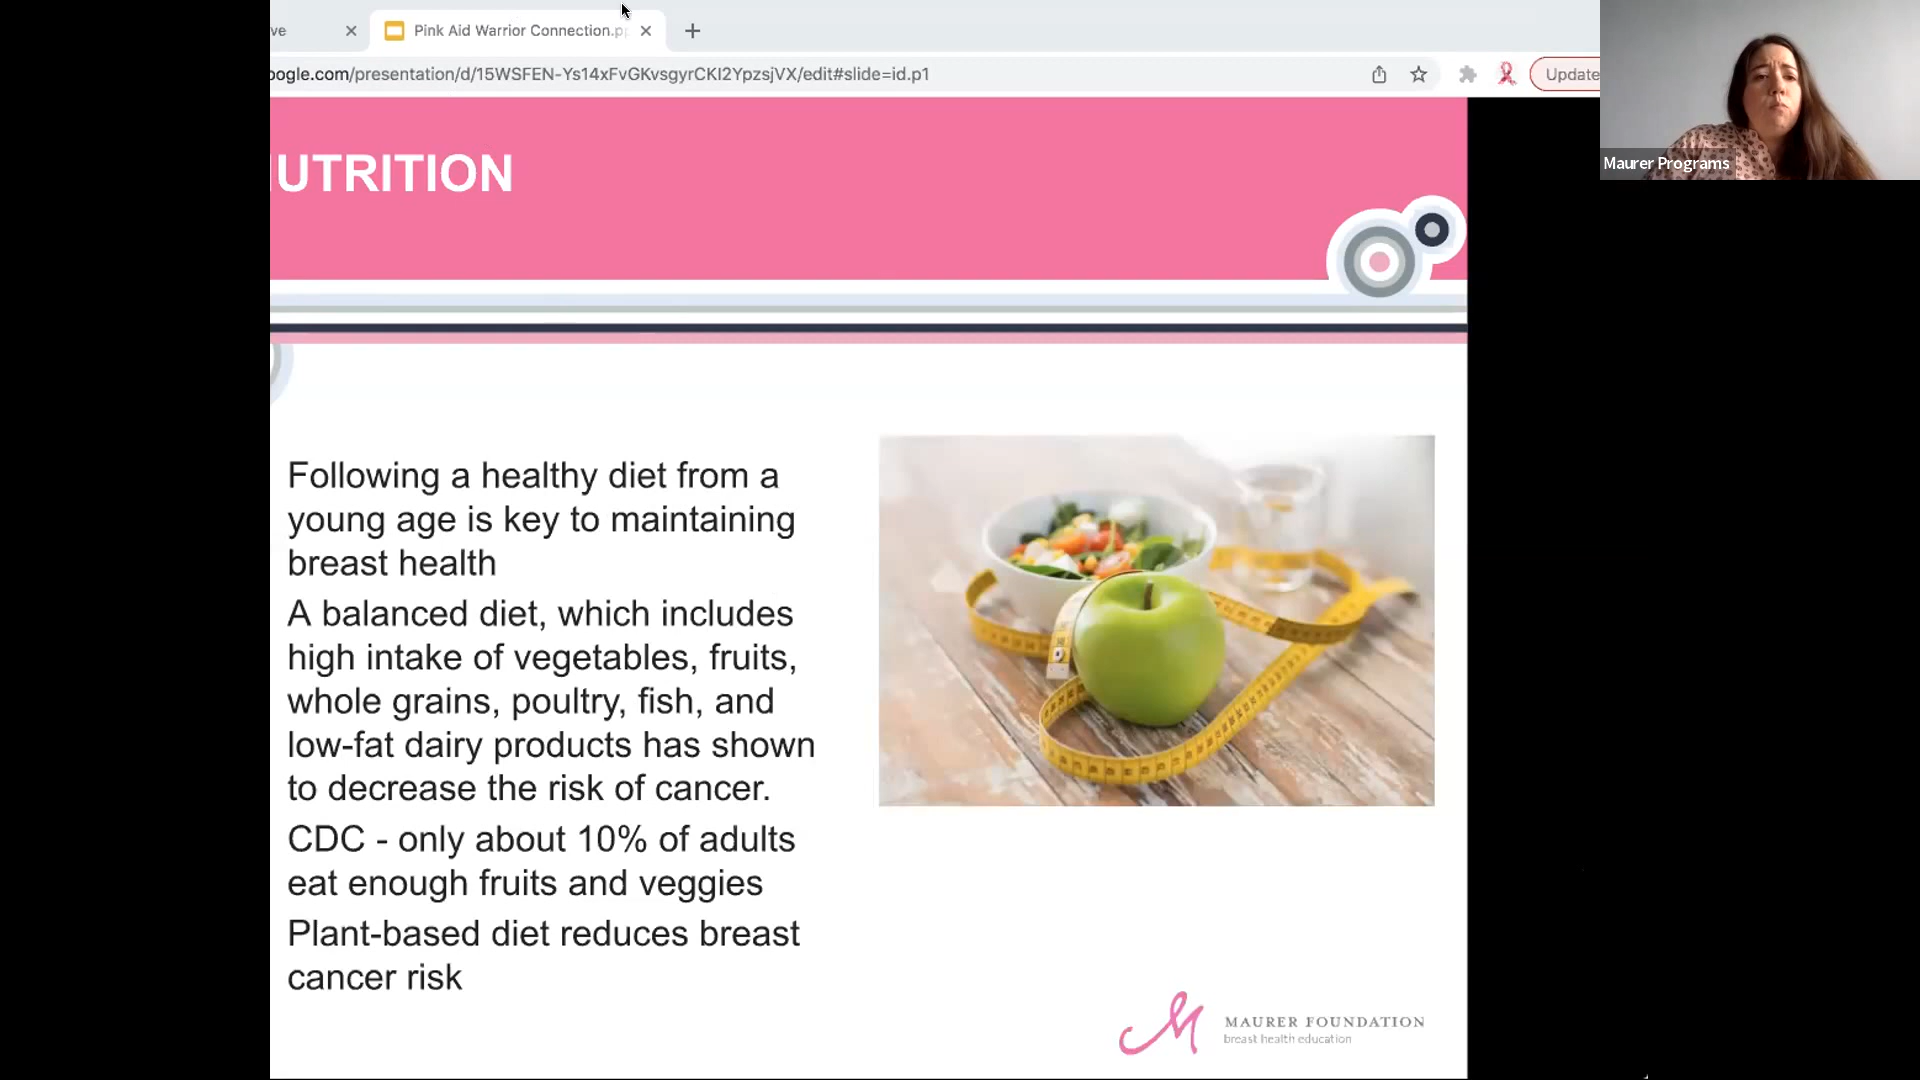 ve
Pink Aid Warrior Connection.p
oogle.com/presentation/d/15WSFEN-Ys14xFvGKvsgyrCKI2YpzsjVX/edit#slide=id.p1
Update
Maurer Programs
UTRITION
Following a healthy diet from a
young age is key to maintaining
breast health
A balanced diet, which includes
high intake of vegetables, fruits,
whole grains, poultry, fish, and
low-fat dairy products has shown
to decrease the risk of cancer.
CDC - only about 10% of adults
eat enough fruits and veggies
Plant-based diet reduces breast
cancer risk
MAURER FOUNDATION
breast health education